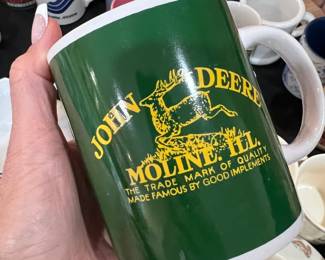 JOHN DEERE
MOLINE. ILL.
THE TRADE MARK OF QUALITY
MADE FAMOUS BY GOOD IMPLEMENTS